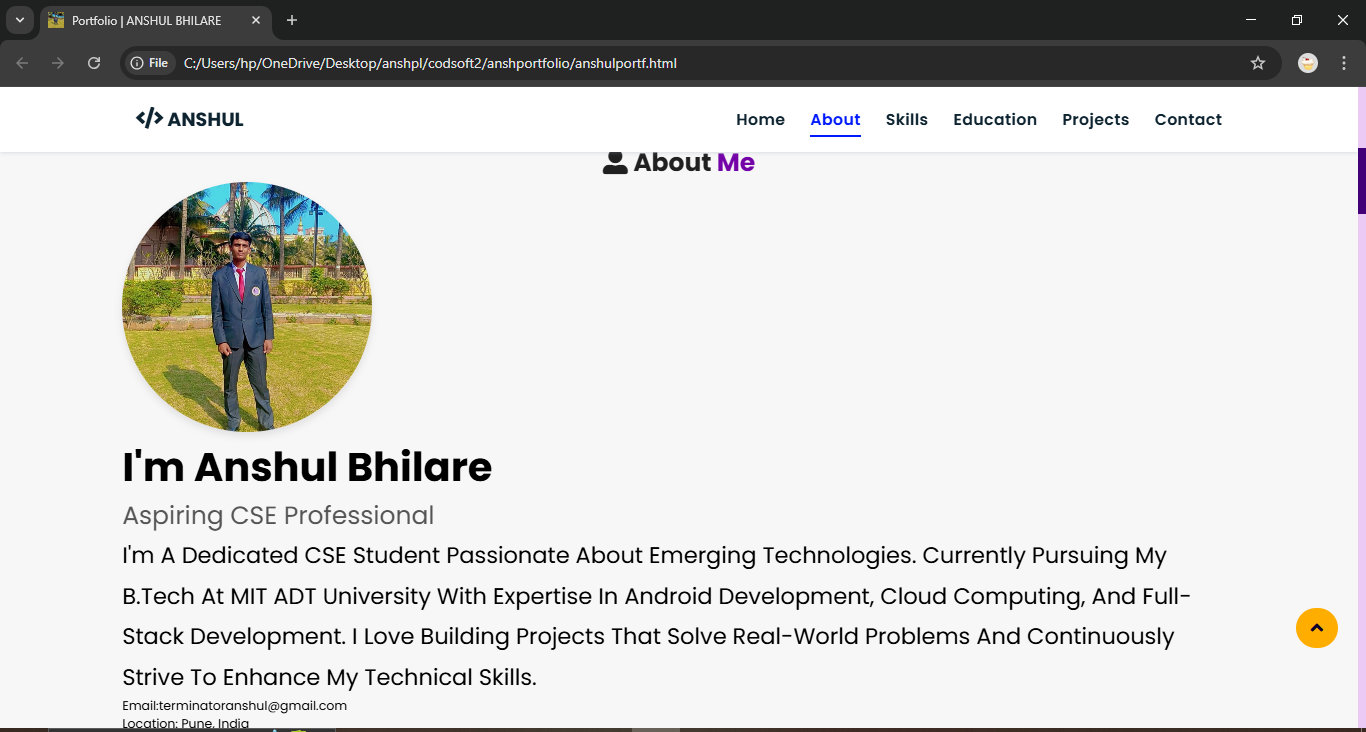 Portfolio | ANSHUL BHILARE
File C:/Users/hp/OneDrive/Desktop/anshpl/codsoft2/anshportfolio/anshulportf.html
</> ANSHUL Home About Skills Education Projects Contact
About Me
I'm Anshul Bhilare
Aspiring CSE Professional
I'm A Dedicated CSE Student Passionate About Emerging Technologies. Currently Pursuing My
B.Tech At MIT ADT University With Expertise In Android Development, Cloud Computing, And Full-
Stack Development. I Love Building Projects That Solve Real-World Problems And Continuously
Strive To Enhance My Technical Skills.
Email:terminatoranshul@gmail.com
Location: Pune, India